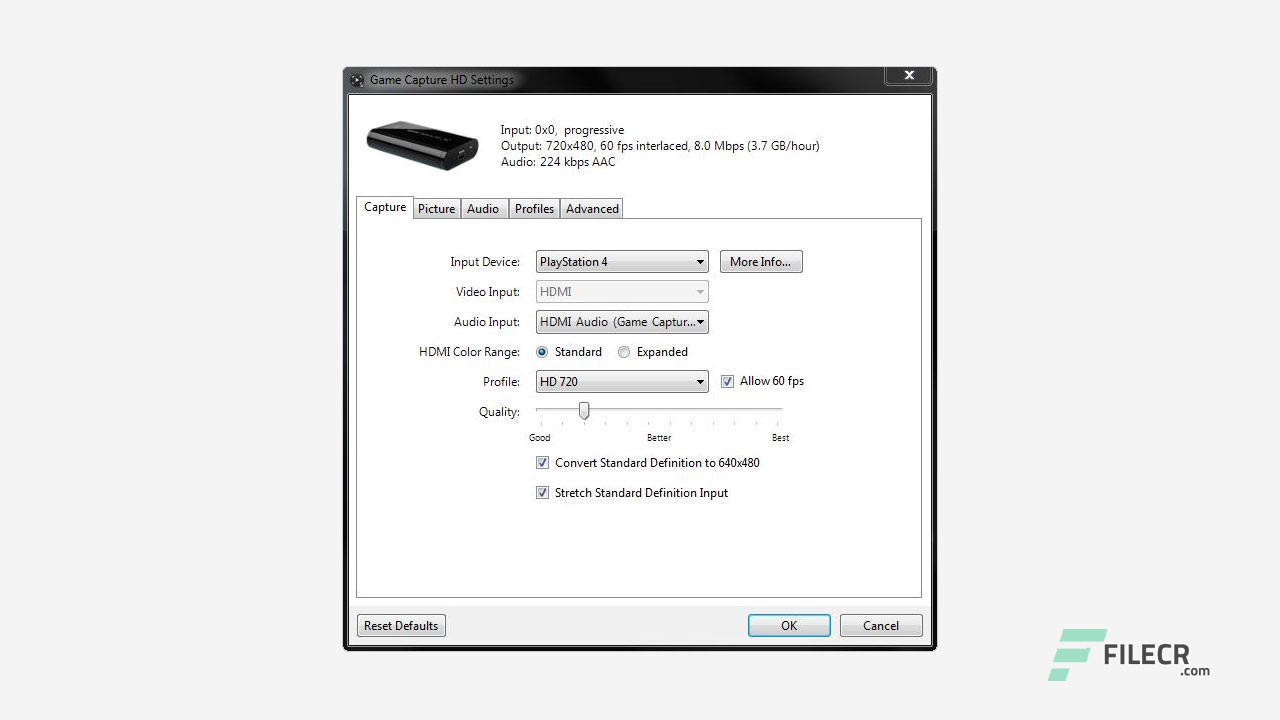 Game Capture HD Settings
Input: 0x0, progressive
Output: 720x480, 60 fps interlaced, 8.0 Mbps (3.7 GB/hour)
Audio: 224 kbps AAC
Capture Picture Audio Profiles Advanced
Input Device: PlayStation 4 More Info...
Video Input: HDMI
Audio Input: HDMI Audio (Game Captur...
HDMI Color Range: Standard Expanded
Profile: HD 720 Allow 60 fps
Quality:
Good Better Best
Convert Standard Definition to 640x480
Stretch Standard Definition Input
Reset Defaults OK Cancel
FILECR
.com